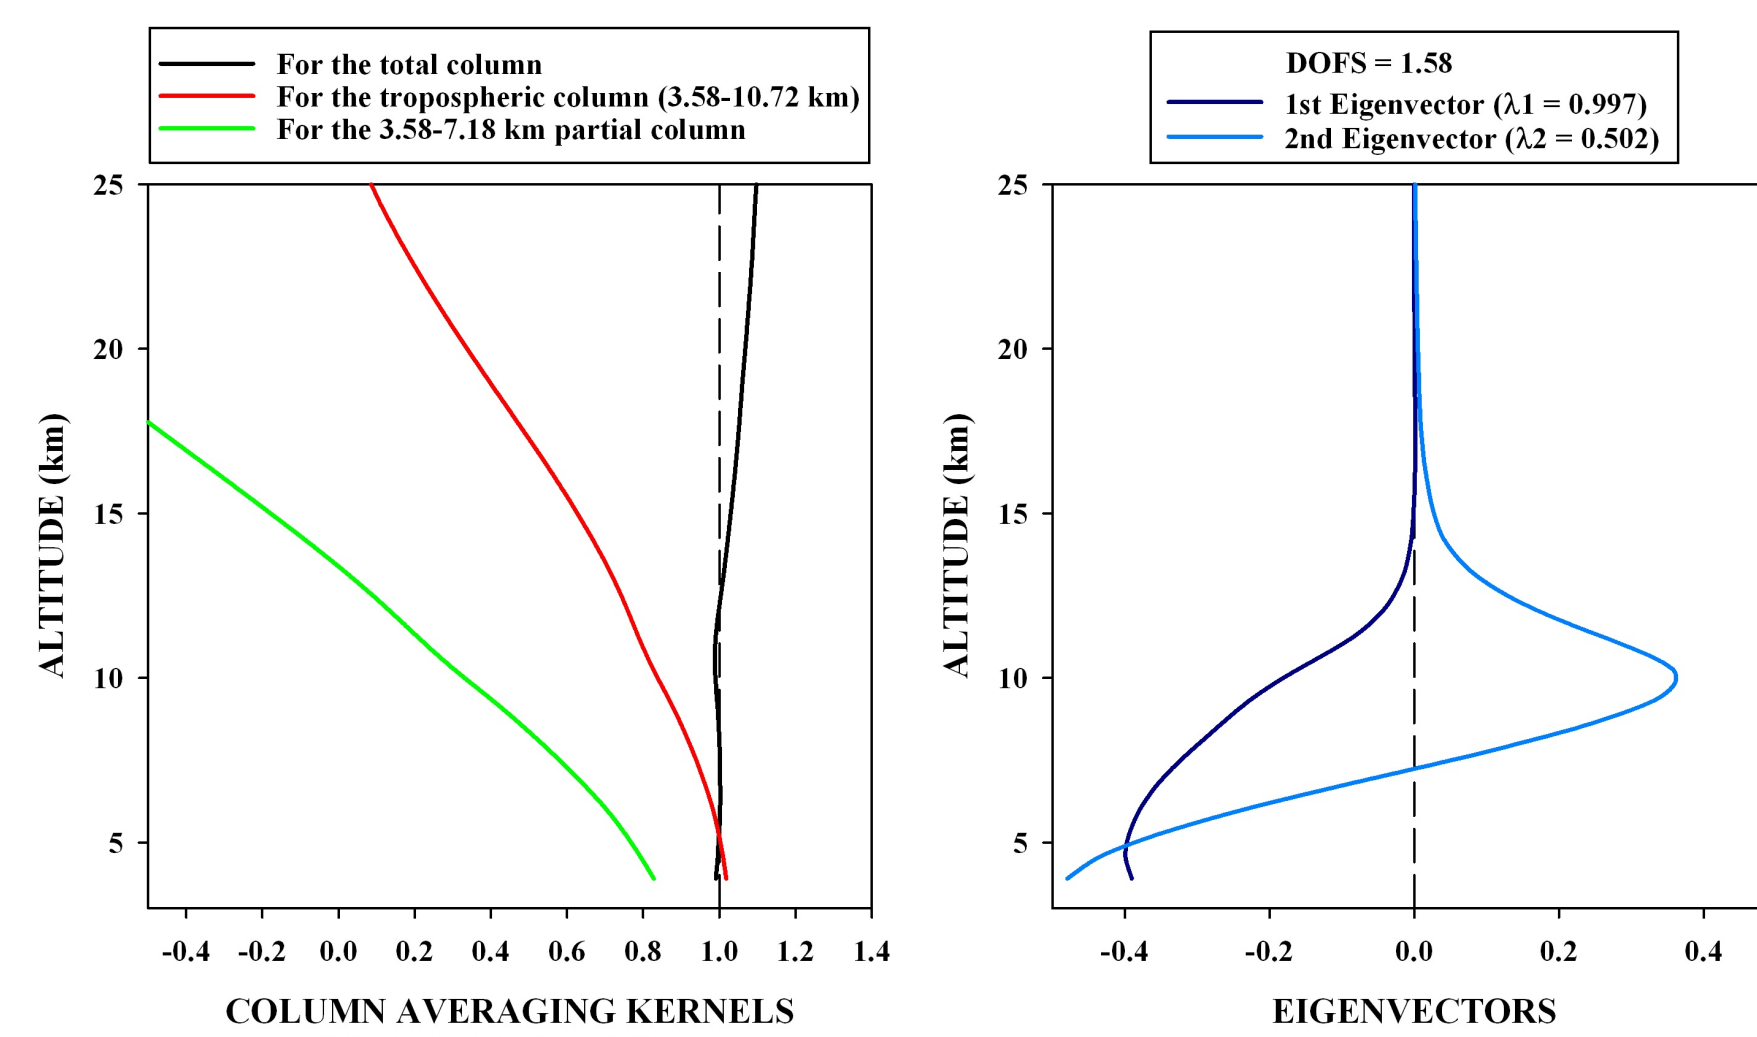 For the total column
For the tropospheric column (3.58-10.72 km)
For the 3.58-7.18 km partial column
25
20
15
10
5
ALTITUDE (km)
-0.4 -0.2 0.0 0.2 0.4 0.6 0.8 1.0 1.2 1.4
COLUMN AVERAGING KERNELS
DOFS = 1.58
1st Eigenvector (λ1 = 0.997)
2nd Eigenvector (λ2 = 0.502)
25
20
15
10
5
ALTITUDE (km)
-0.4 -0.2 0.0 0.2 0.4
EIGENVECTORS